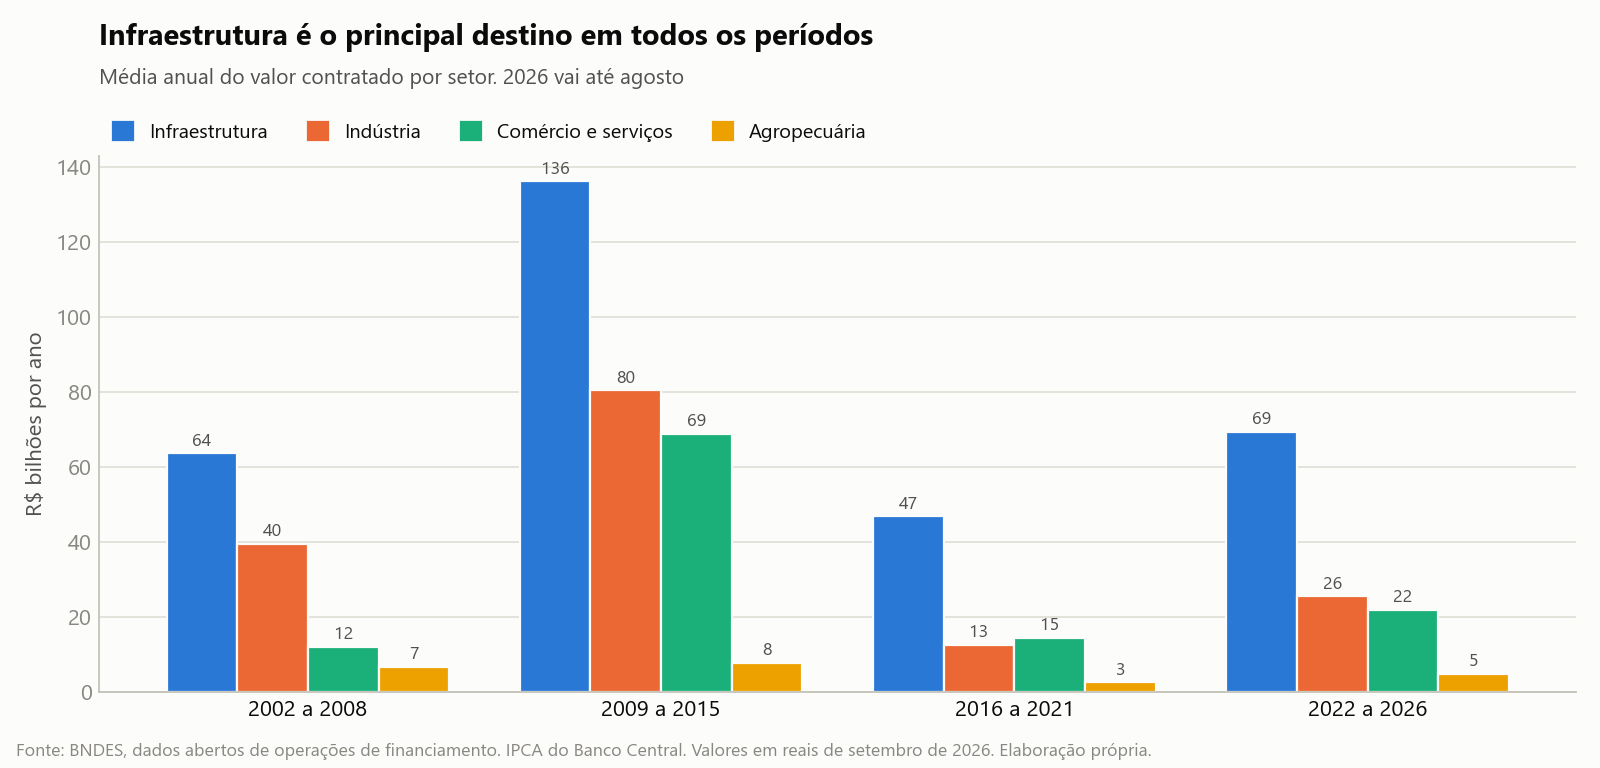 Infraestrutura é o principal destino em todos os períodos
Média anual do valor contratado por setor. 2026 vai até agosto
Infraestrutura Indústria Comércio e serviços Agropecuária
R$ bilhões por ano
140
120
100
80
60
40
20
0
64 40 12 7
136 80 69 8
47 13 15 3
69 26 22 5
2002 a 2008 2009 a 2015 2016 a 2021 2022 a 2026
Fonte: BNDES, dados abertos de operações de financiamento. IPCA do Banco Central. Valores em reais de setembro de 2026. Elaboração própria.